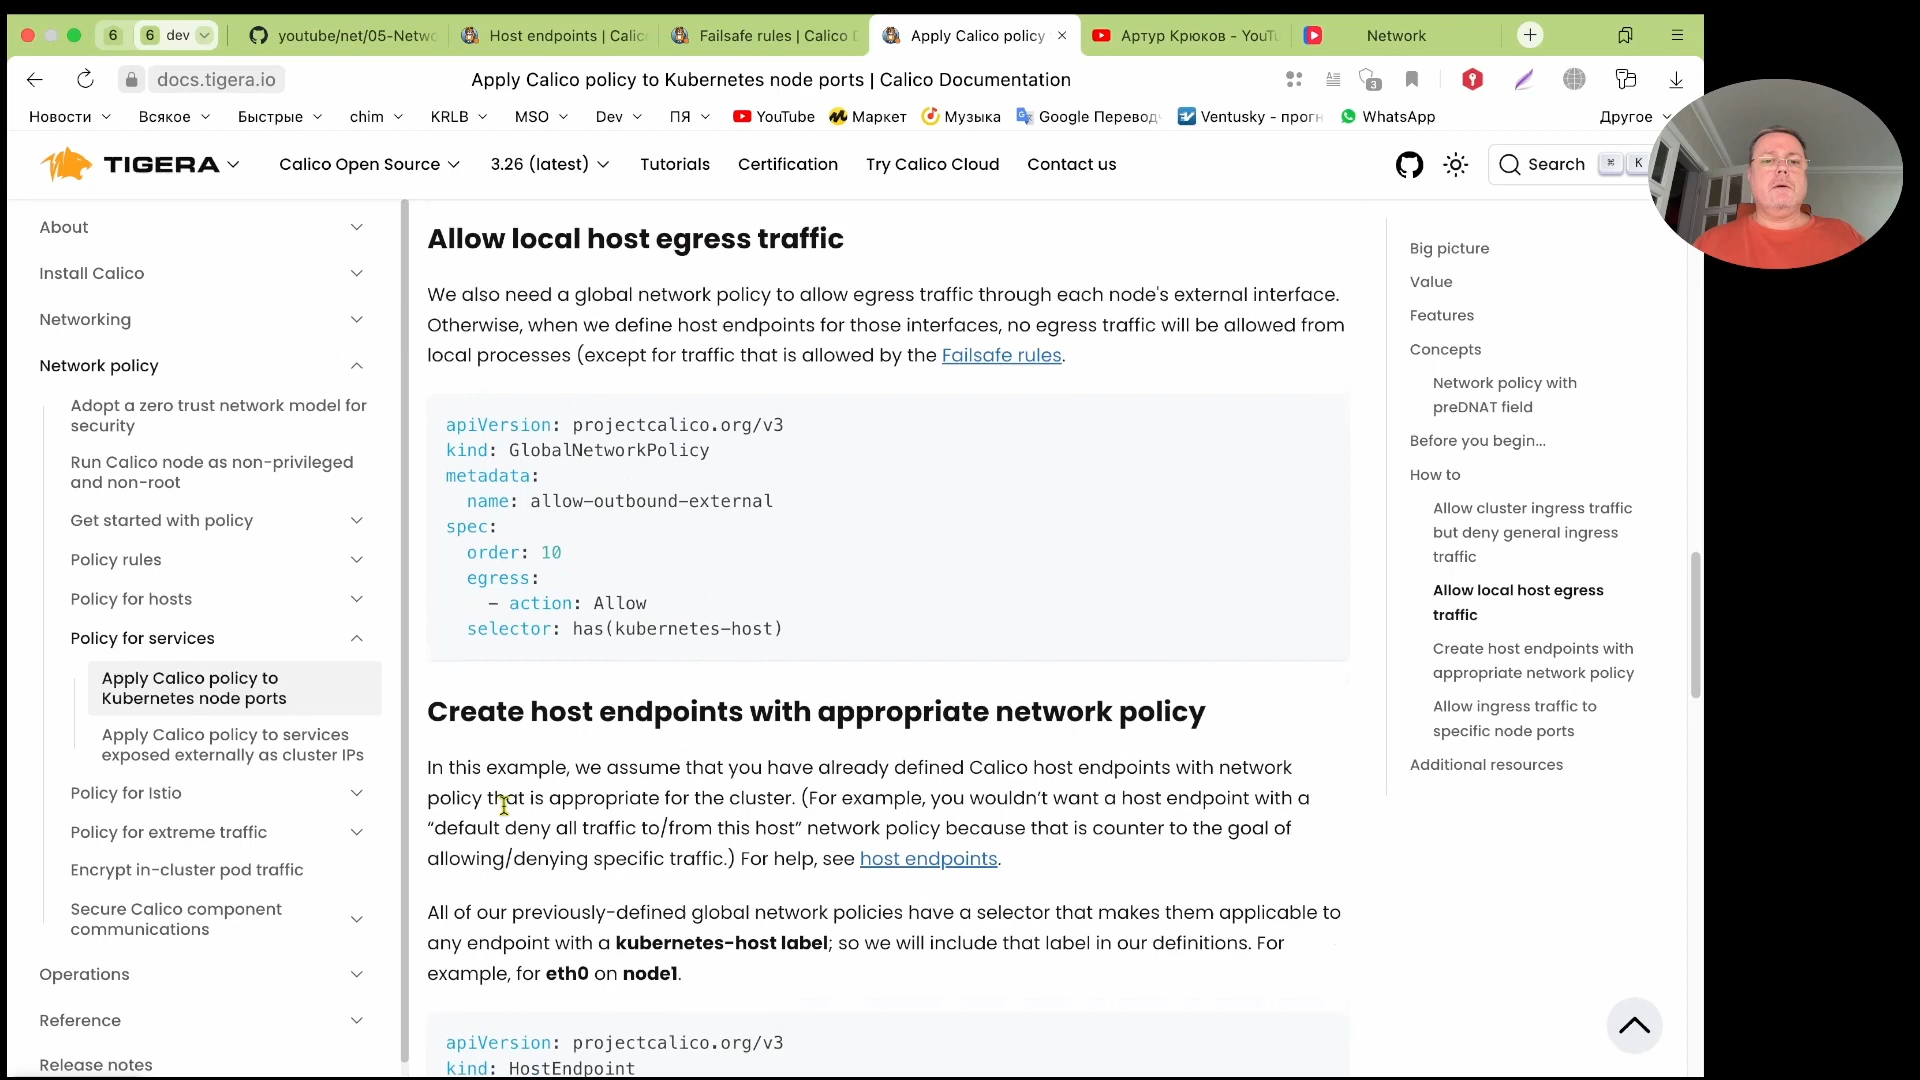 6
6 dev
youtube/net/05-Netwo
Host endpoints | Calic
Failsafe rules | Calico D
Apply Calico policy
Артур Крюков - YouTu
Network
docs.tigera.io
Apply Calico policy to Kubernetes node ports | Calico Documentation
3
Новости
Всякое
Быстрые
chim
KRLB
MSO
Dev
ПЯ
YouTube
Маркет
Музыка
Google Перевод
Ventusky - прогн
WhatsApp
Другое
TIGERA
Calico Open Source
3.26 (latest)
Tutorials
Certification
Try Calico Cloud
Contact us
Search
⌘ K
About
Install Calico
Networking
Network policy
Adopt a zero trust network model for
security
Run Calico node as non-privileged
and non-root
Get started with policy
Policy rules
Policy for hosts
Policy for services
Apply Calico policy to
Kubernetes node ports
Apply Calico policy to services
exposed externally as cluster IPs
Policy for Istio
Policy for extreme traffic
Encrypt in-cluster pod traffic
Secure Calico component
communications
Operations
Reference
Release notes
Allow local host egress traffic
We also need a global network policy to allow egress traffic through each node's external interface.
Otherwise, when we define host endpoints for those interfaces, no egress traffic will be allowed from
local processes (except for traffic that is allowed by the Failsafe rules.
apiVersion: projectcalico.org/v3
kind: GlobalNetworkPolicy
metadata:
name: allow-outbound-external
spec:
order: 10
egress:
- action: Allow
selector: has(kubernetes-host)
Create host endpoints with appropriate network policy
In this example, we assume that you have already defined Calico host endpoints with network
policy that is appropriate for the cluster. (For example, you wouldn’t want a host endpoint with a
“default deny all traffic to/from this host” network policy because that is counter to the goal of
allowing/denying specific traffic.) For help, see host endpoints.
All of our previously-defined global network policies have a selector that makes them applicable to
any endpoint with a kubernetes-host label; so we will include that label in our definitions. For
example, for eth0 on node1.
apiVersion: projectcalico.org/v3
kind: HostEndpoint
Big picture
Value
Features
Concepts
Network policy with
preDNAT field
Before you begin...
How to
Allow cluster ingress traffic
but deny general ingress
traffic
Allow local host egress
traffic
Create host endpoints with
appropriate network policy
Allow ingress traffic to
specific node ports
Additional resources